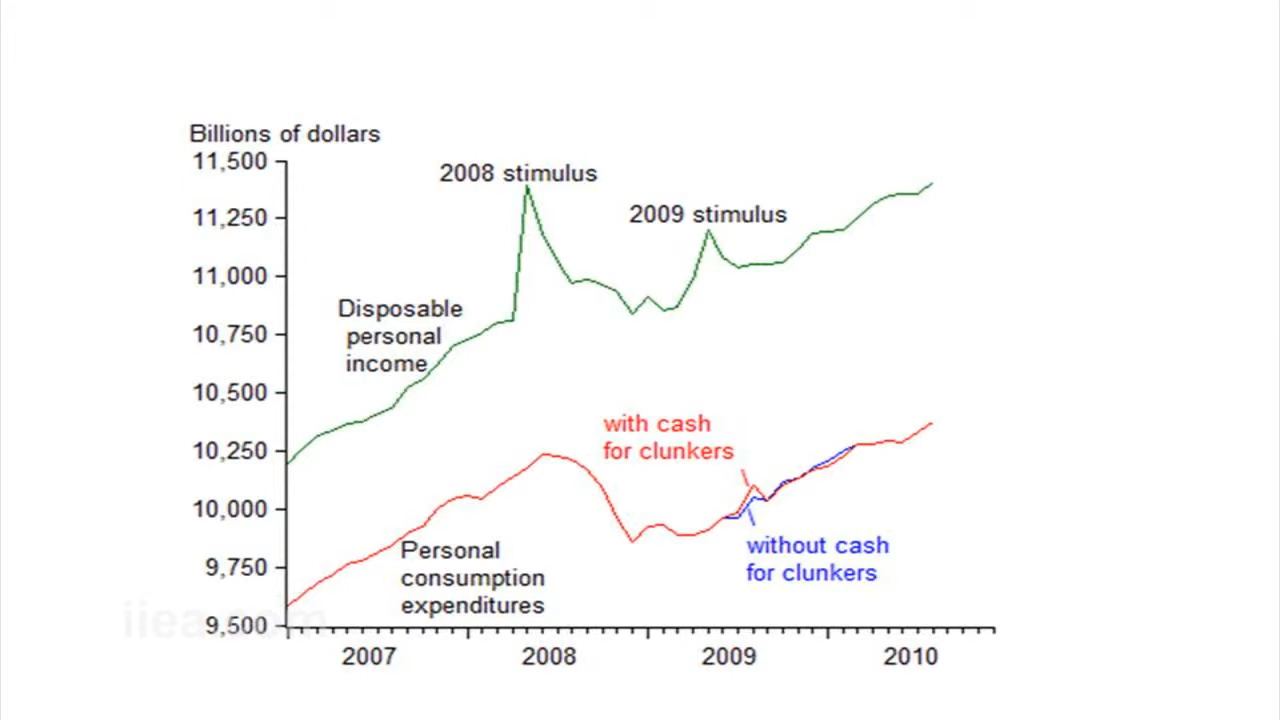 Billions of dollars
11,500
2008 stimulus
11,250
2009 stimulus
11,000
Disposable
personal
income
10,750
10,500
with cash
for clunkers
10,250
10,000
without cash
for clunkers
Personal
consumption
expenditures
9,750
iiea.com
9,500
2007 2008 2009 2010